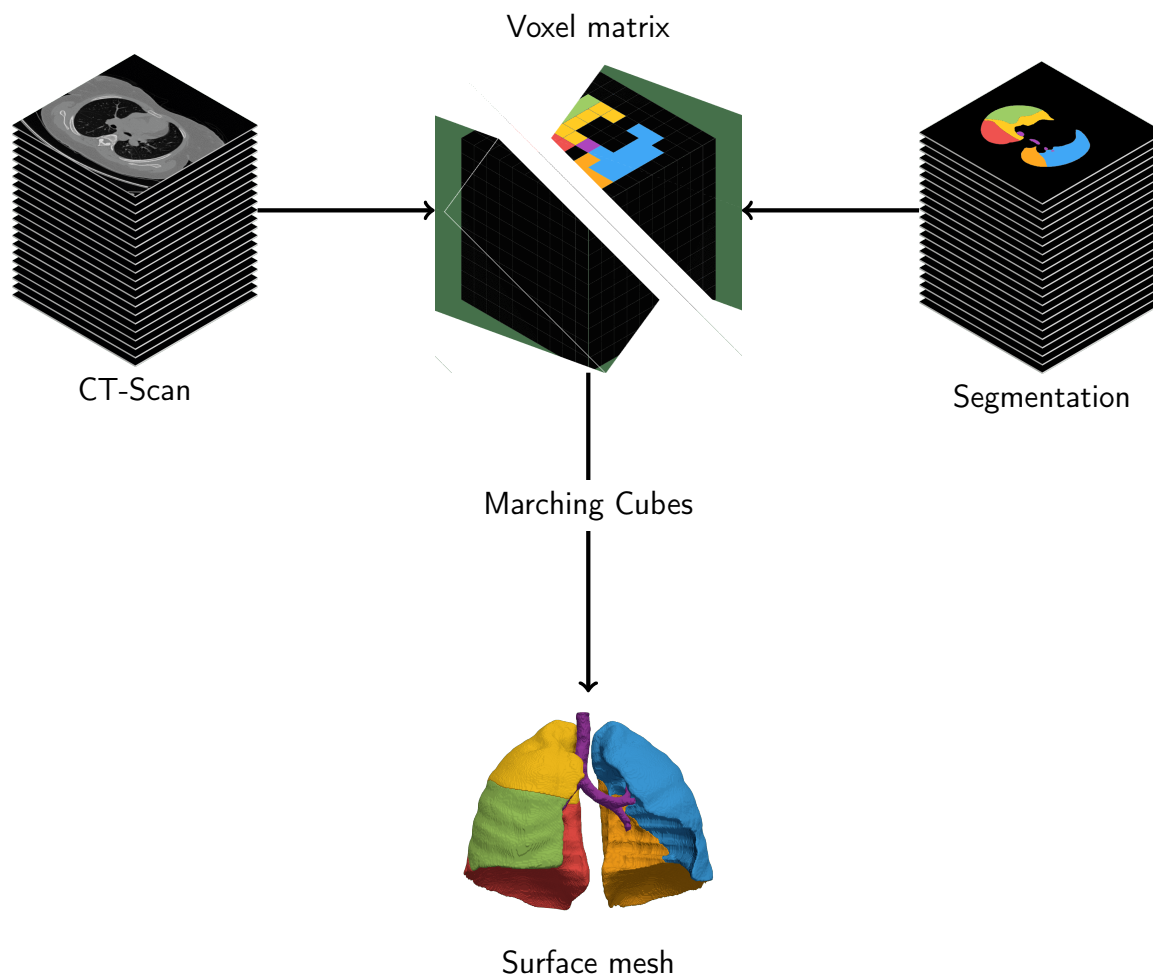 Voxel matrix
CT-Scan
Segmentation
Marching Cubes
Surface mesh